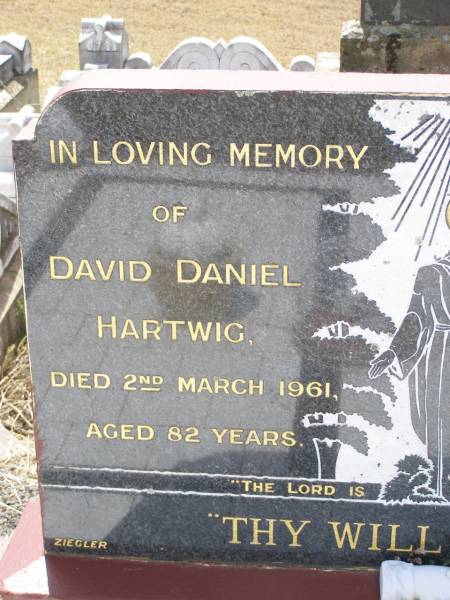 IN LOVING MEMORY
OF
DAVID DANIEL
HARTWIG,
DIED 2ND MARCH 1961,
AGED 82 YEARS.
"THE LORD IS
"THY WILL
ZIEGLER